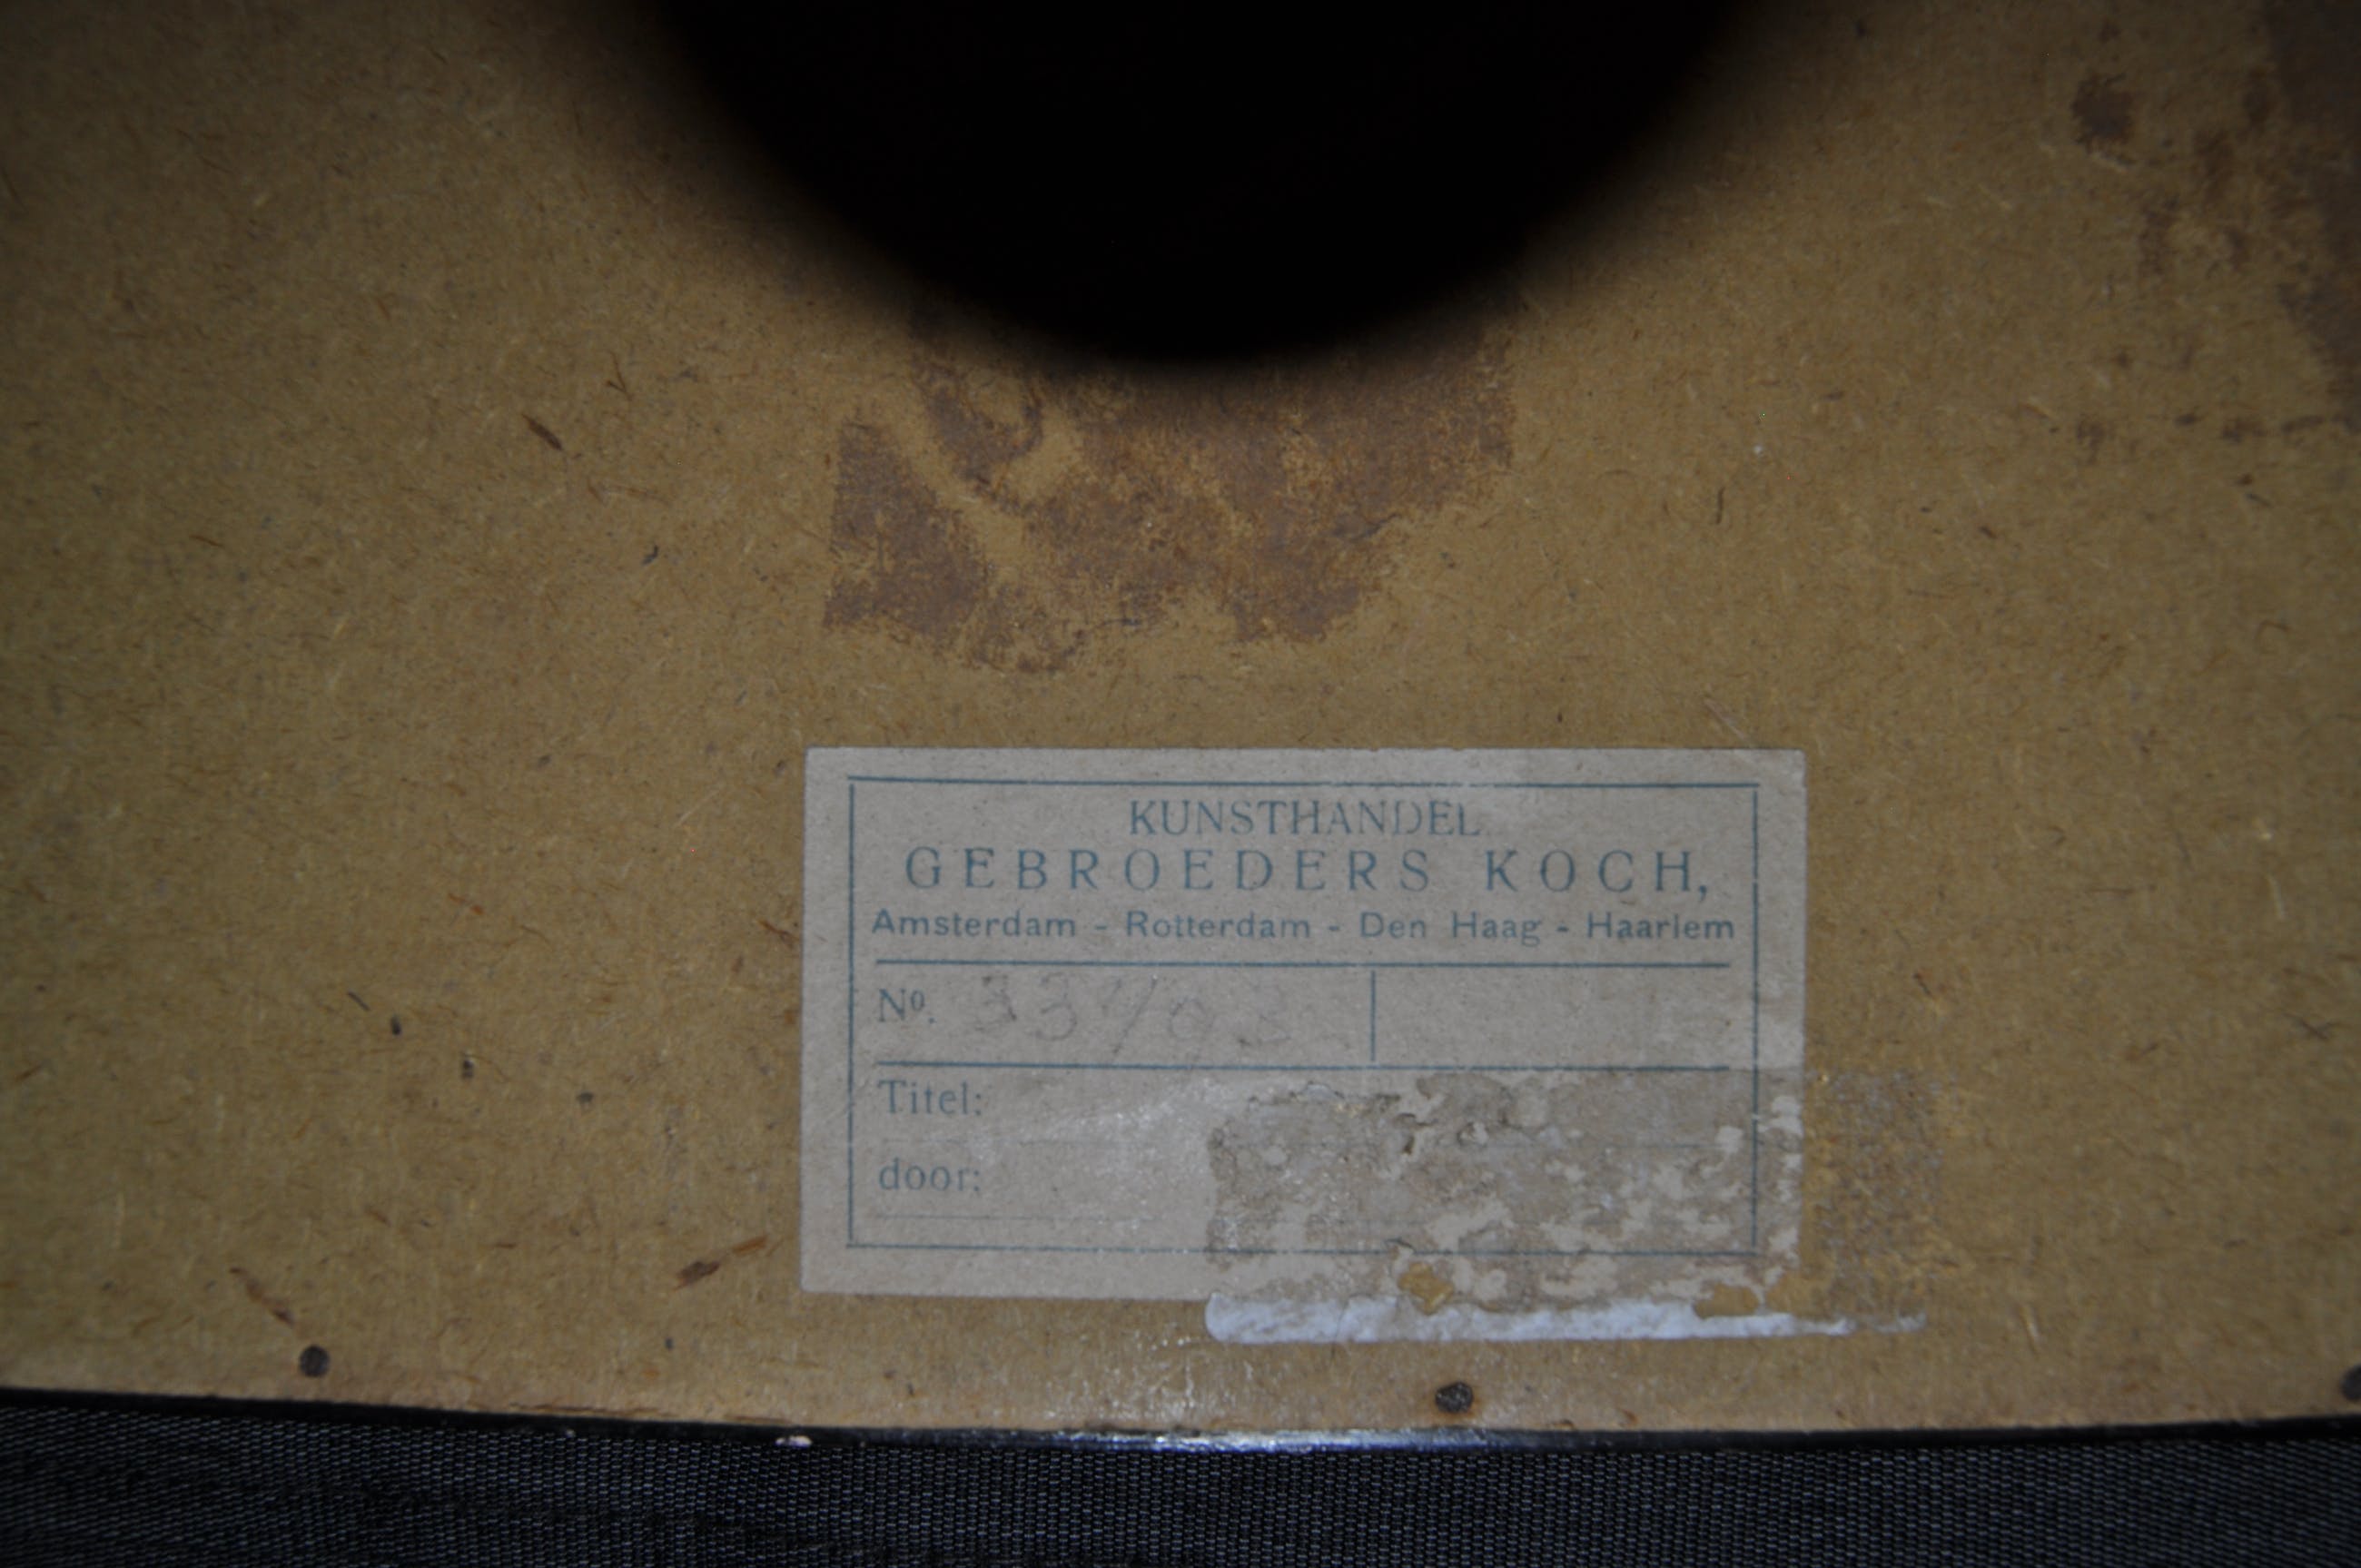 KUNSTHANDEL
GEBROEDERS KOCH,
Amsterdam - Rotterdam - Den Haag - Haarlem
Nº.
Titel:
door: